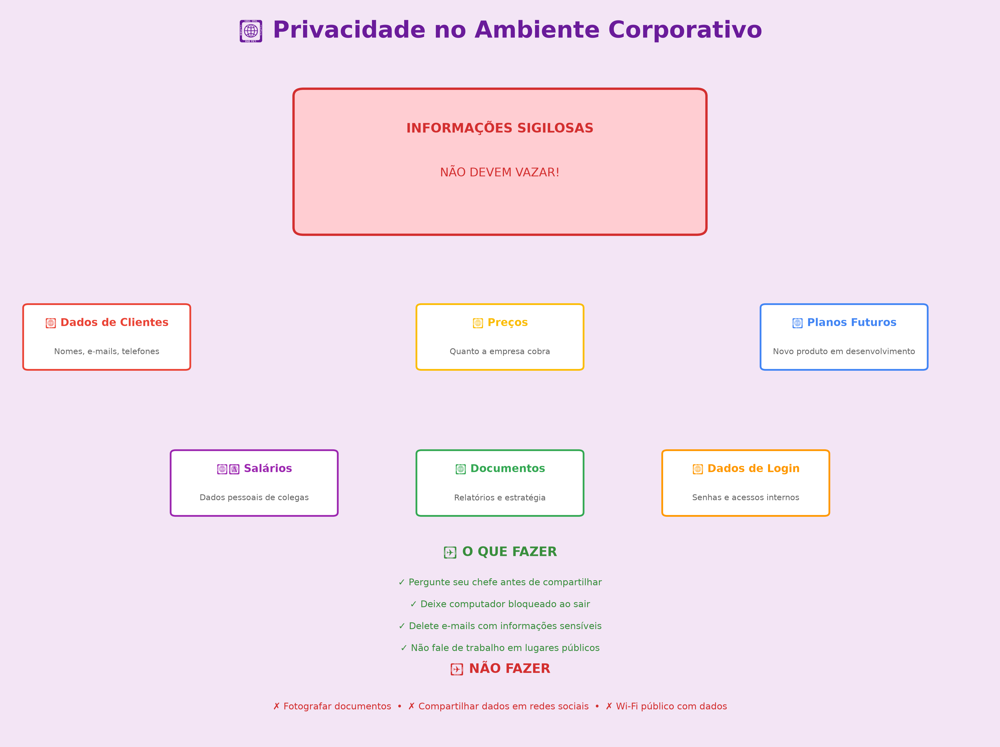 Privacidade no Ambiente Corporativo
INFORMAÇÕES SIGILOSAS
NÃO DEVEM VAZAR!
Dados de Clientes
Nomes, e-mails, telefones
Preços
Quanto a empresa cobra
Planos Futuros
Novo produto em desenvolvimento
Salários
Dados pessoais de colegas
Documentos
Relatórios e estratégia
Dados de Login
Senhas e acessos internos
O QUE FAZER
✓ Pergunte seu chefe antes de compartilhar
✓ Deixe computador bloqueado ao sair
✓ Delete e-mails com informações sensíveis
✓ Não fale de trabalho em lugares públicos
NÃO FAZER
✗ Fotografar documentos • ✗ Compartilhar dados em redes sociais • ✗ Wi-Fi público com dados